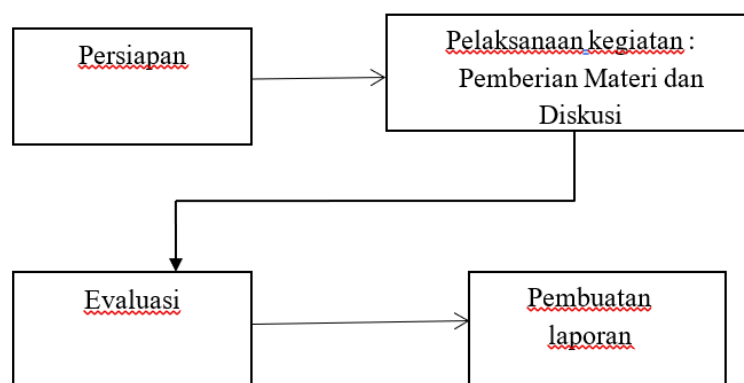 Persiapan
Pelaksanaan kegiatan :
Pemberian Materi dan
Diskusi
Evaluasi
Pembuatan
laporan